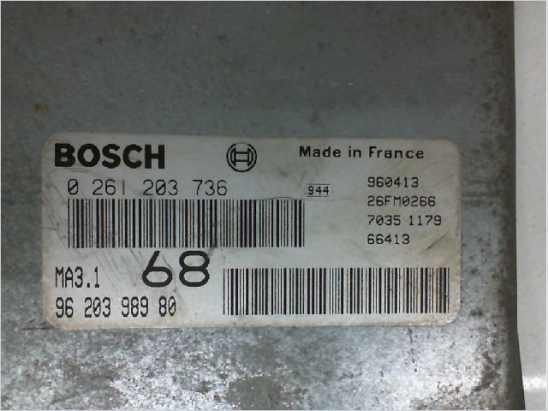 BOSCH Made in France
0 261 203 736 944 960413
26FM0266
7035 1179
66413
MA3.1 68
96 203 989 80